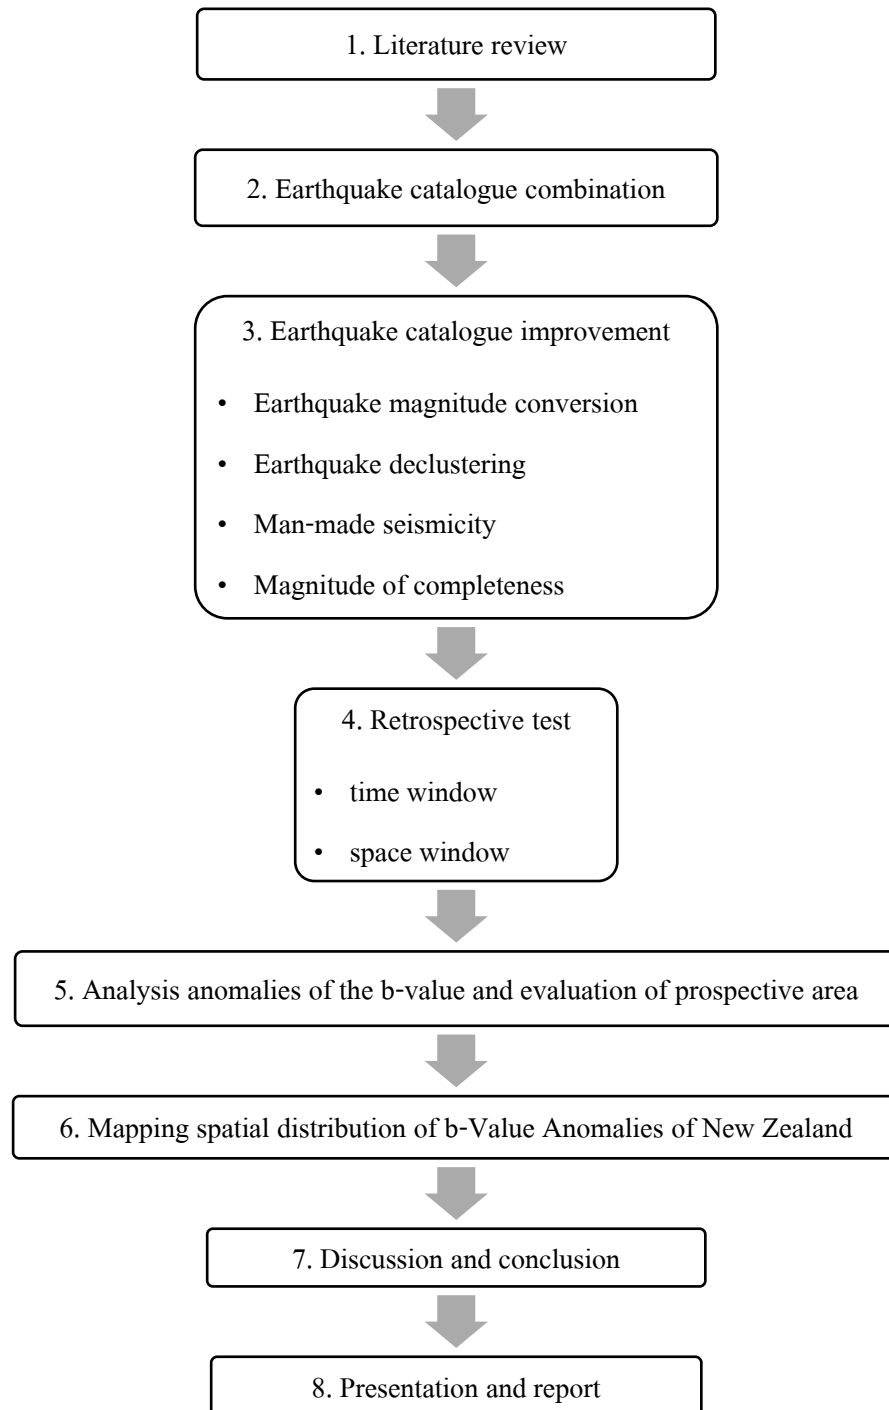 1. Literature review
2. Earthquake catalogue combination
3. Earthquake catalogue improvement
• Earthquake magnitude conversion
• Earthquake declustering
• Man-made seismicity
• Magnitude of completeness
4. Retrospective test
• time window
• space window
5. Analysis anomalies of the b-value and evaluation of prospective area
6. Mapping spatial distribution of b-Value Anomalies of New Zealand
7. Discussion and conclusion
8. Presentation and report